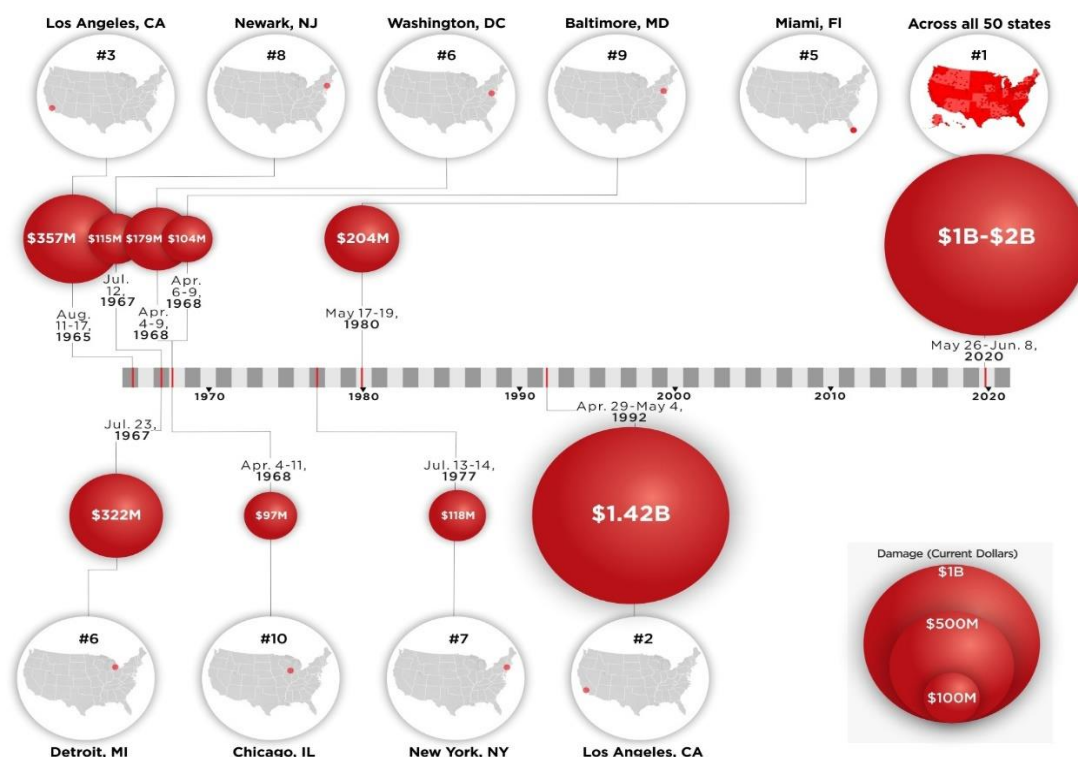 Los Angeles, CA
#3
Newark, NJ
#8
Washington, DC
#6
Baltimore, MD
#9
Miami, Fl
#5
Across all 50 states
#1
$357M
$115M
$179M
$104M
$204M
$1B-$2B
Aug.
11-17,
1965
Jul.
12,
1967
Apr.
4-9,
1968
Apr.
6-9,
1968
May 17-19,
1980
May 26-Jun. 8,
2020
1970
1980
1990
2000
2010
2020
Jul. 23,
1967
Apr. 4-11,
1968
Jul. 13-14,
1977
Apr. 29-May 4,
1992
$322M
$97M
$118M
$1.42B
#6
Detroit, MI
#10
Chicago, IL
#7
New York, NY
#2
Los Angeles, CA
Damage (Current Dollars)
$1B
$500M
$100M